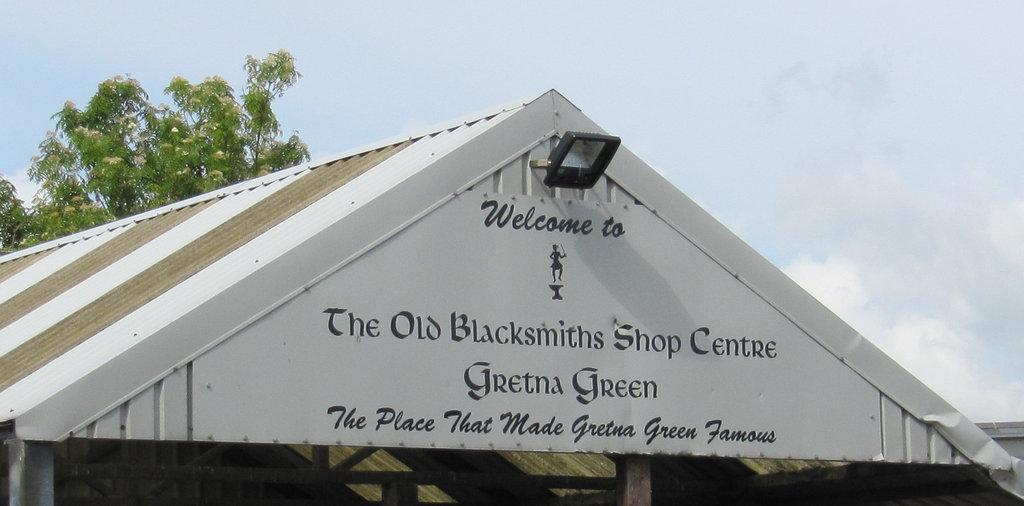 Welcome to
The Old Blacksmiths Shop Centre
Gretna Green
The Place That Made Gretna Green Famous